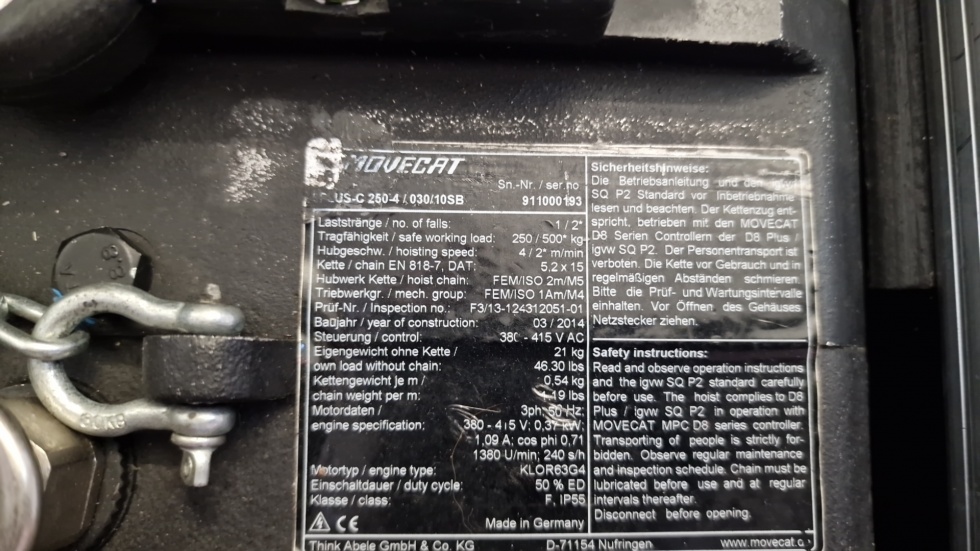 MOVECAT
Sn.-Nr. / ser.no
US-C 250-4 / 030/10SB 911000193
Laststränge / no. of falls: 1 / 2*
Tragfähigkeit / safe working load: 250 / 500* kg
Hubgeschw. / hoisting speed: 4 / 2* m/min
Kette / chain EN 818-7, DAT: 5.2 x 15
Hubwerk Kette / hoist chain: FEM/ISO 2m/M5
Triebwerkgr. / mech. group: FEM/ISO 1Am/M4
Prüf-Nr. / Inspection no.: F3/13-124312051-01
Baujahr / year of construction: 03 / 2014
Steuerung / control: 380 - 415 V AC
Eigengewicht ohne Kette / 21 kg
own load without chain: 46.30 lbs
Kettengewicht je m / 0,54 kg
chain weight per m: 1.19 lbs
Motordaten / 3ph; 50 Hz;
engine specification: 380 - 415 V; 0,37 kW;
1,09 A; cos phi 0,71
1380 U/min; 240 s/h
Motortyp / engine type: KLOR63G4
Einschaltdauer / duty cycle: 50 % ED
Klasse / class: F, IP55
CE Made in Germany
Think Abele GmbH & Co. KG D-71154 Nufringen www.movecat.
Sicherheitshinweise:
Die Betriebsanleitung und den
SQ P2 Standard vor Inbetriebnahme
lesen und beachten. Der Kettenzug ent-
spricht, betrieben mit den MOVECAT
D8 Serien Controllern der D8 Plus /
igvw SQ P2. Der Personentransport ist
verboten. Die Kette vor Gebrauch und in
regelmäßigen Abständen schmieren.
Bitte die Prüf- und Wartungsintervalle
einhalten. Vor Öffnen des Gehäuses
Netzstecker ziehen.
Safety instructions:
Read and observe operation instructions
and the igvw SQ P2 standard carefully
before use. The hoist complies to D8
Plus / igvw SQ P2 in operation with
MOVECAT MPC D8 series controller.
Transporting of people is strictly for-
bidden. Observe regular maintenance
and inspection schedule. Chain must be
lubricated before use and at regular
intervals thereafter.
Disconnect before opening.
8.8